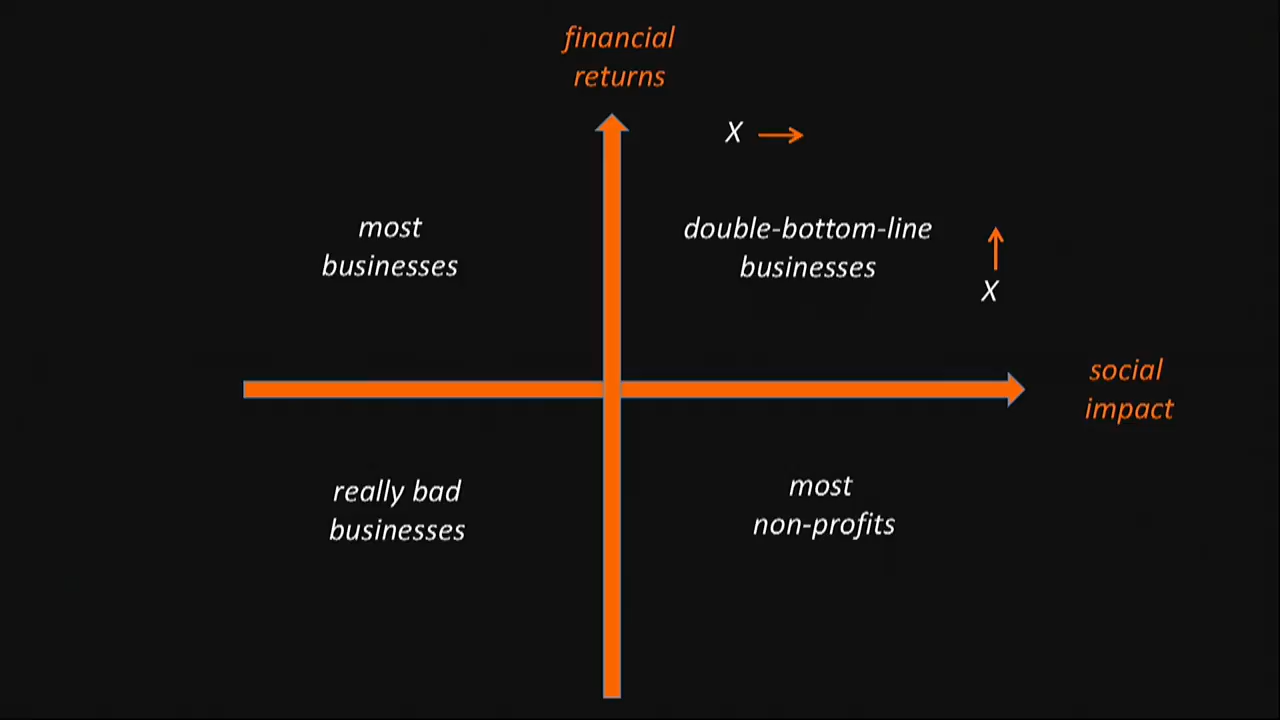 financial
returns
X
most
businesses
double-bottom-line
businesses
X
social
impact
really bad
businesses
most
non-profits